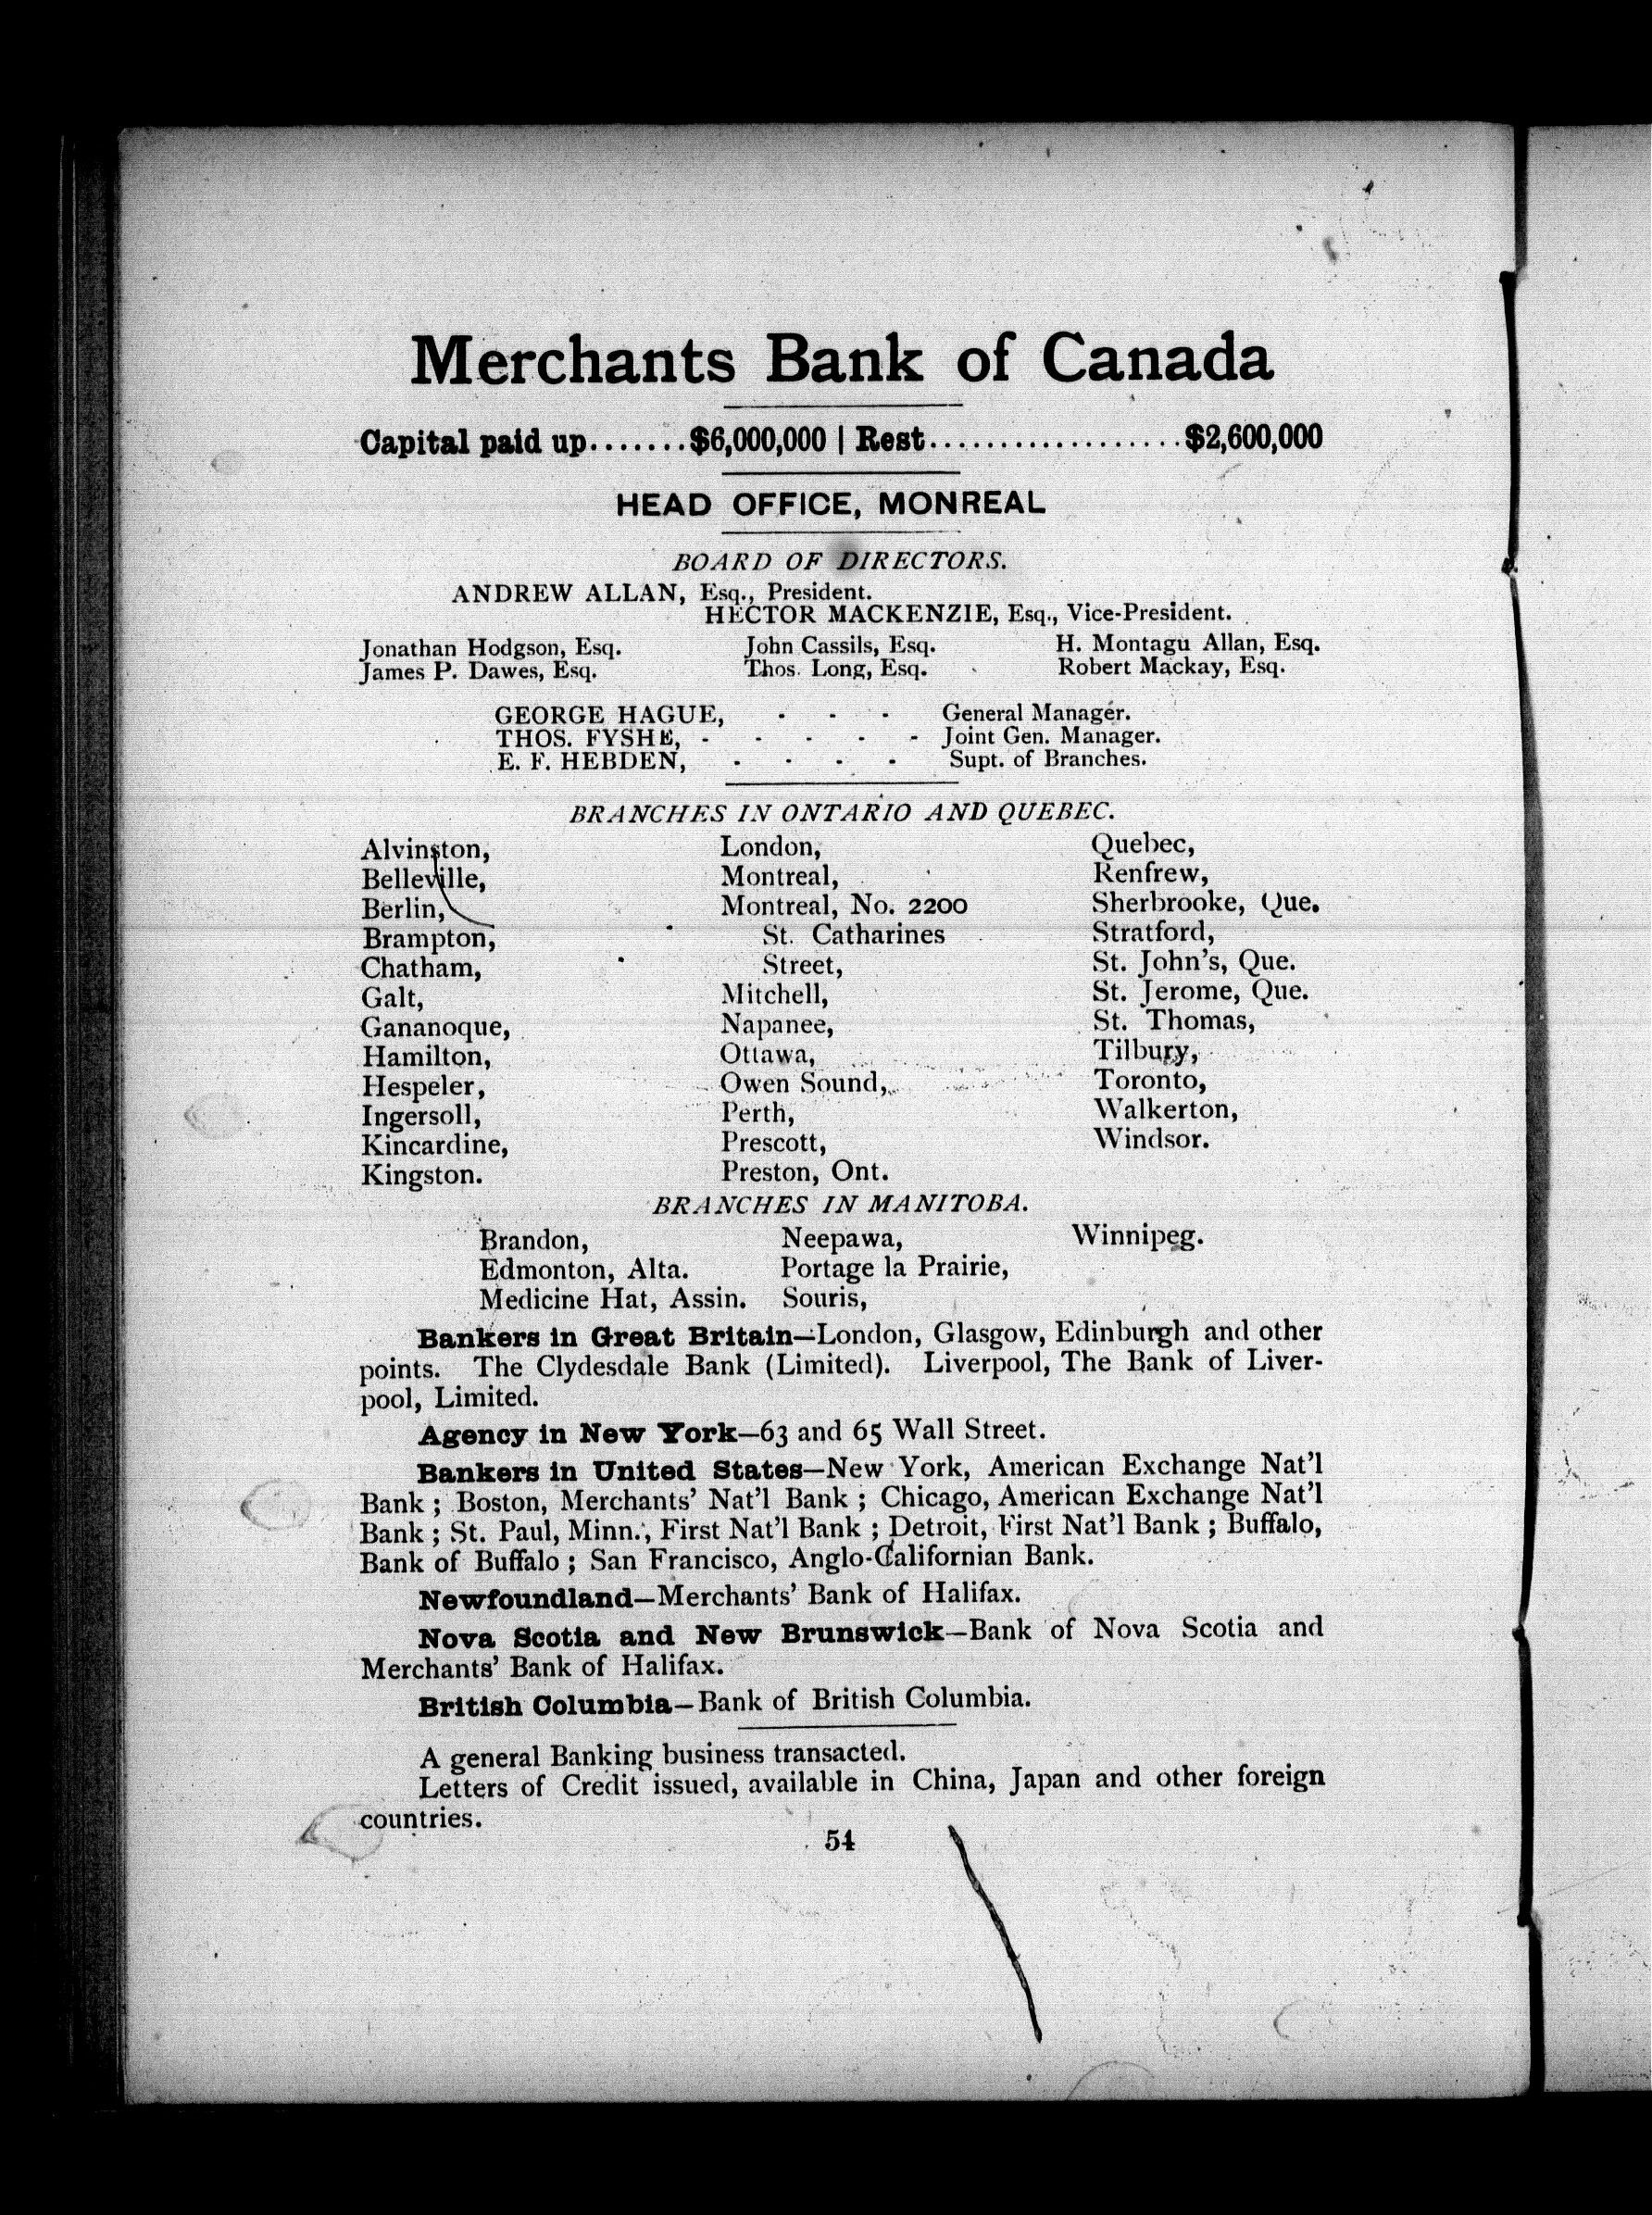 Merchants Bank of Canada
Capital paid up.......$6,000,000 | Rest..................$2,600,000
HEAD OFFICE, MONREAL
BOARD OF DIRECTORS.
ANDREW ALLAN, Esq., President.
HECTOR MACKENZIE, Esq., Vice-President.
Jonathan Hodgson, Esq. John Cassils, Esq. H. Montagu Allan, Esq.
James P. Dawes, Esq. Thos. Long, Esq. Robert Mackay, Esq.
GEORGE HAGUE, - - - General Manager.
THOS. FYSHE, - - - - - Joint Gen. Manager.
E. F. HEBDEN, - - - - Supt. of Branches.
BRANCHES IN ONTARIO AND QUEBEC.
Alvinston, London, Quebec,
Belleville, Montreal, Renfrew,
Berlin, Montreal, No. 2200 Sherbrooke, Que.
Brampton, St. Catharines Stratford,
Chatham, Street, St. John's, Que.
Galt, Mitchell, St. Jerome, Que.
Gananoque, Napanee, St. Thomas,
Hamilton, Ottawa, Tilbury,
Hespeler, Owen Sound, Toronto,
Ingersoll, Perth, Walkerton,
Kincardine, Prescott, Windsor.
Kingston. Preston, Ont.
BRANCHES IN MANITOBA.
Brandon, Neepawa, Winnipeg.
Edmonton, Alta. Portage la Prairie,
Medicine Hat, Assin. Souris,
Bankers in Great Britain—London, Glasgow, Edinburgh and other
points. The Clydesdale Bank (Limited). Liverpool, The Bank of Liver-
pool, Limited.
Agency in New York—63 and 65 Wall Street.
Bankers in United States—New York, American Exchange Nat'l
Bank ; Boston, Merchants' Nat'l Bank ; Chicago, American Exchange Nat'l
Bank ; St. Paul, Minn., First Nat'l Bank ; Detroit, First Nat'l Bank ; Buffalo,
Bank of Buffalo ; San Francisco, Anglo-Californian Bank.
Newfoundland—Merchants' Bank of Halifax.
Nova Scotia and New Brunswick—Bank of Nova Scotia and
Merchants' Bank of Halifax.
British Columbia—Bank of British Columbia.
A general Banking business transacted.
Letters of Credit issued, available in China, Japan and other foreign
countries.
54